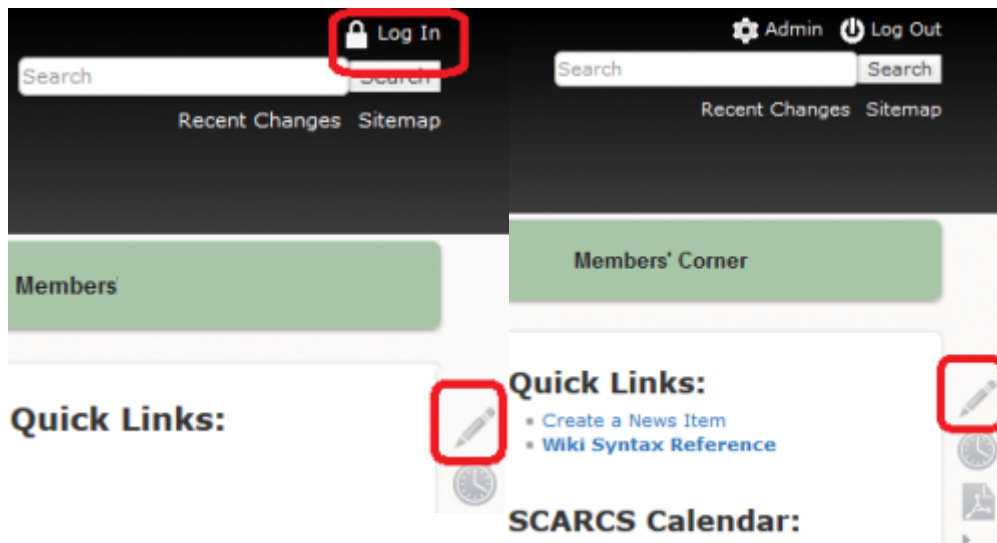 Log In
Search Search
Recent Changes Sitemap
Members'
Quick Links:
Admin Log Out
Search Search
Recent Changes Sitemap
Members' Corner
Quick Links:
Create a News Item
Wiki Syntax Reference
SCARCS Calendar: